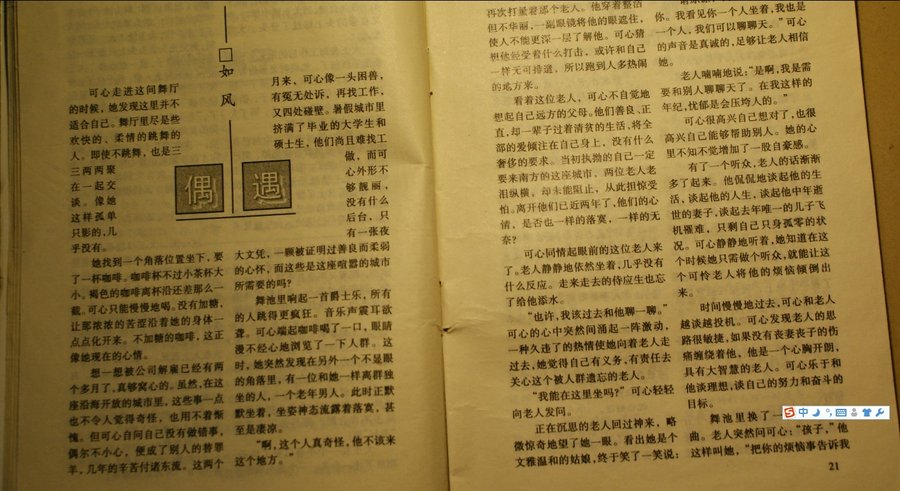 □如风
偶遇
可心走进这间舞厅
的时候，她发现这里并不
适合自己。舞厅里尽是些
欢快的、柔情的跳舞的
人，即使不跳舞，也是三
三两两聚
在一起交
谈。像她
这样孤单
只影的,几
乎没有。
她找到一个角落位置坐下，要
了一杯咖啡。咖啡杯不过小茶杯大
小。褐色的咖啡离杯沿还差那么一
截。可心只能慢慢地喝。没有加糖，
让那浓浓的苦涩沿着她的身体一
点点化开来。不加糖的咖啡，这正
像她现在的心情。
想一想被公司解雇已经有两
个多月了,真够窝心的。虽然,在这
座沿海开放的城市里，这些事一点
也不令人觉得奇怪，也用不着惭
愧。但可心自问自己没有做错事，
偶尔不小心，便成了别人的替罪
羊,几年的辛苦付诸东流。这两个
月来，可心像一头困兽，
有冤无处诉，再找工作，
又四处碰壁。暑假城市里
挤满了毕业的大学生和
硕士生，他们尚且难找工
做，而可
心外形不
够靓丽，
没有什么
后台，只
有一张夜
大文凭，一颗被证明过善良而柔弱
的心怀，而这些是这座喧嚣的城市
所需要的吗?
舞池里响起一首爵士乐，所有
的人跳得更疯狂。音乐声震耳欲
聋。可心端起咖啡喝了一口，眼睛
漫不经心地浏览了一下人群。这
时，她突然发现在另外一个不显眼
的角落里，有一位和她一样离群独
坐的人，一个老年男人。此时正默
默坐着，坐姿神态流露着落寞，甚
至是凄凉。
“啊，这个人真奇怪，他不该来
这个地方。”
再次打量着那个老人。他穿着整洁
但不华丽，一副眼镜将他的眼遮住，
使人不能更深一层了解他。可心猜
想他经受着什么打击，或许和自己
一样无可排遣，所以跑到人多热闹
的地方来。
看着这位老人，可心不自觉地
想起自己远方的父母。他们善良、正
直，却一辈子过着清贫的生活，将全
部的爱倾注在自己身上，没有什么
奢侈的要求。当初执拗的自己一定
要来南方的这座城市，两位老人老
泪纵横，却未能阻止，从此担惊受
怕。离开他们已近两年了，他们的心
情，是否也一样的落寞，一样的无
奈?
可心同情起眼前的这位老人来
了。老人静静地依然坐着，几乎没有
什么反应。走来走去的侍应生也忘
了给他添水。
“也许，我该过去和他聊一聊。”
可心的心中突然间涌起一阵激动，
一种久违了的热情使她向着老人走
过去，她觉得自己有义务，有责任去
关心这个被人群遗忘的老人。
“我能在这里坐吗?”可心轻轻
向老人发问。
正在沉思的老人回过神来，略
微惊奇地望了她一眼。看出她是个
文雅温和的姑娘，终于笑了一笑说：
你。我看见你一个人坐着，我也是
一个人，我们可以聊聊天。”可心
的声音是真诚的，足够让老人相信
她。
老人喃喃地说：“是啊，我是需
要和别人聊聊天了。在我这样的
年纪，忧郁是会压垮人的。”
可心很高兴自己想对了，也很
高兴自己能够帮助别人。她的心
里不知不觉增加了一股自豪感。
有了一个听众，老人的话渐渐
多了起来。他侃侃地谈起他的生
活，谈起他的人生，谈起他中年逝
世的妻子，谈起去年唯一的儿子飞
机罹难，只剩自己只身孤零的状
况。可心静静地听着，她知道在这
个时候她只需做个听众，就能让这
个可怜老人将他的烦恼倾倒出
来。
时间慢慢地过去，可心和老人
越谈越投机。可心发现老人的思
路很敏捷，如果没有丧妻丧子的伤
痛缠绕着他，他是一个心胸开朗，
具有大智慧的老人。可心乐于和
他谈理想，谈自己的努力和奋斗的
目标。
舞池里换了一
曲。老人突然问可心：“孩子，”他
这样叫她，“把你的烦恼事告诉我
21
中